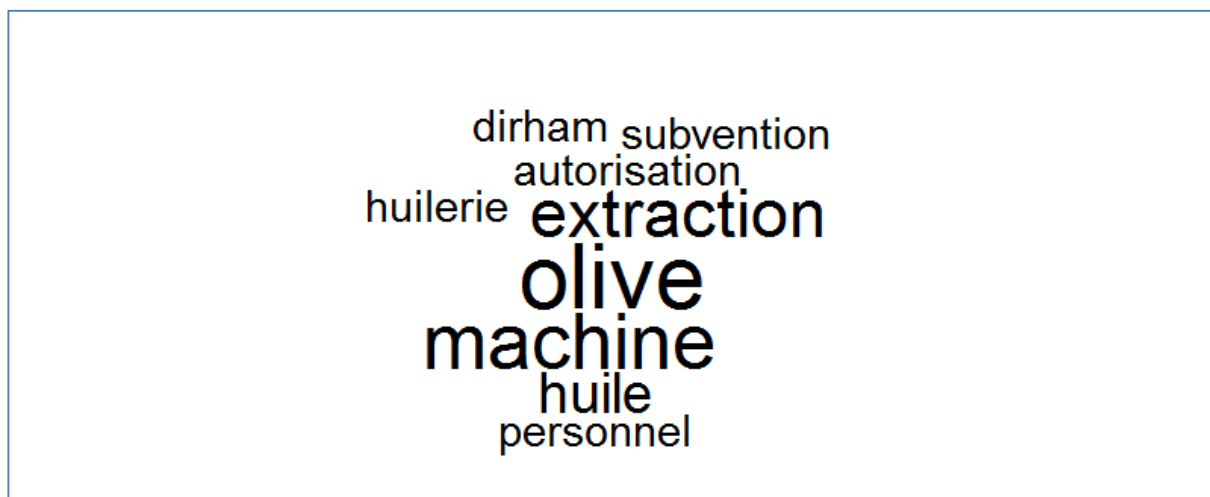 dirham subvention
autorisation
huilerie extraction
olive
machine
huile
personnel